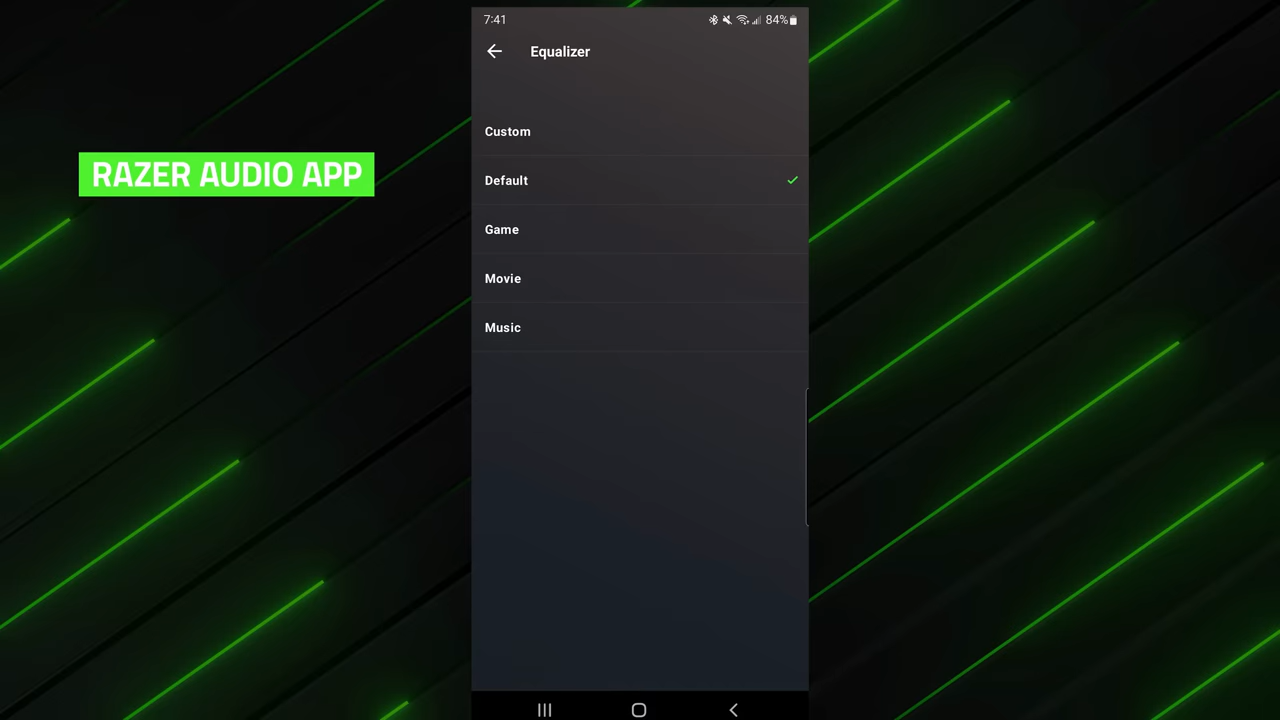 7:41
84%
Equalizer
RAZER AUDIO APP
Custom
Default
Game
Movie
Music